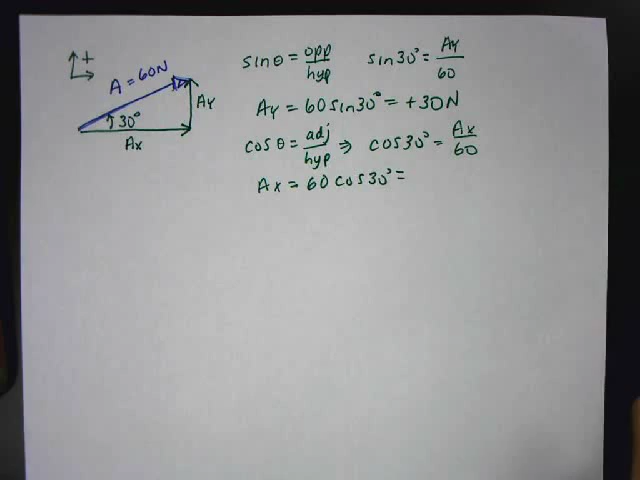 +
A = 60N
30°
Ay
Ax
sin θ = opp/hyp sin 30° = Ay/60
Ay = 60 sin 30° = +30N
cos θ = adj/hyp ⇒ cos 30° = Ax/60
Ax = 60 cos 30° =